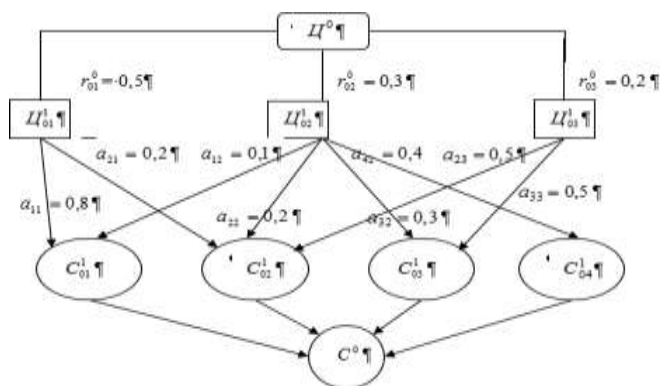 Ц⁰¶
r⁰₀₁ = 0,5¶ r⁰₀₂ = 0,3¶ r⁰₀₃ = 0,2¶
Ц¹₀₁¶ Ц¹₀₂¶ Ц¹₀₃¶
a₂₁ = 0,2¶ a₁₂ = 0,1¶ a₄₂ = 0,4 a₂₃ = 0,5¶
a₁₁ = 0,8¶ a₂₂ = 0,2¶ a₃₂ = 0,3¶ a₃₃ = 0,5¶
C¹₀₁¶ C¹₀₂¶ C¹₀₃¶ C¹₀₄¶
C⁰¶